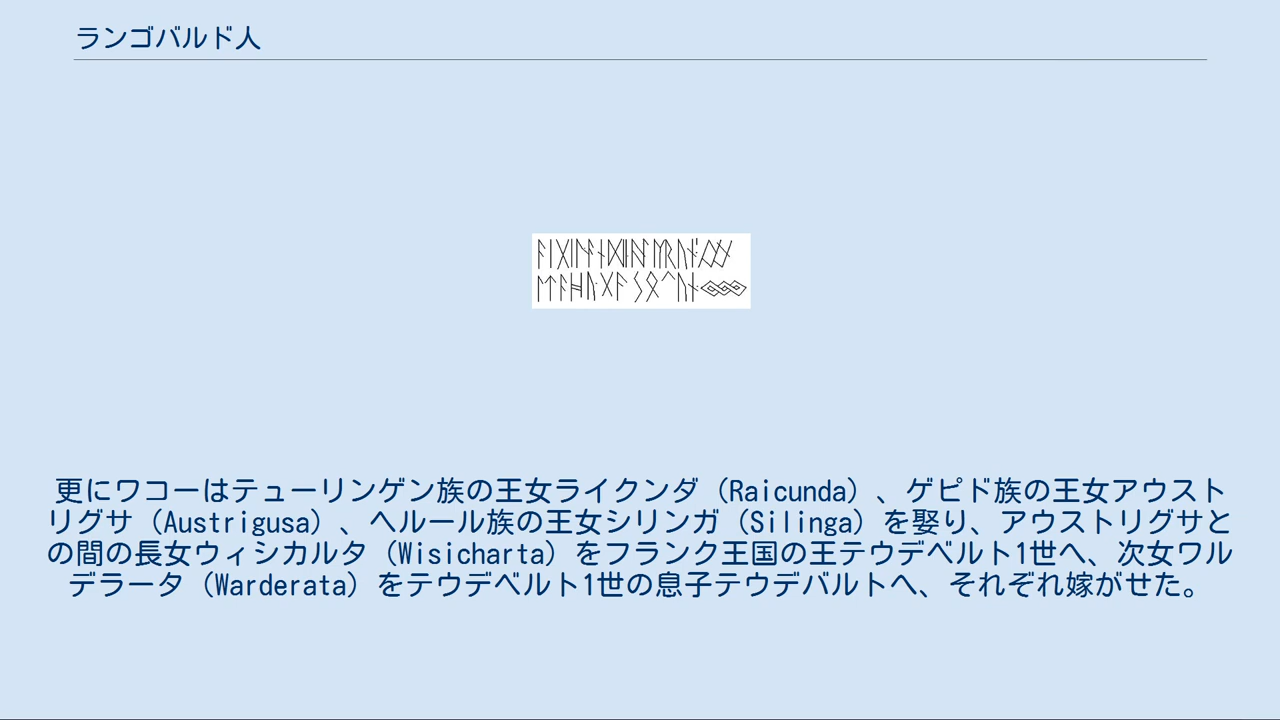 ランゴバルド人
更にワコーはテューリンゲン族の王女ライクンダ（Raicunda）、ゲピド族の王女アウスト
リグサ（Austrigusa）、ヘルール族の王女シリンガ（Silinga）を娶り、アウストリグサと
の間の長女ウィシカルタ（Wisicharta）をフランク王国の王テウデベルト1世へ、次女ワル
デラータ（Warderata）をテウデベルト1世の息子テウデバルトへ、それぞれ嫁がせた。